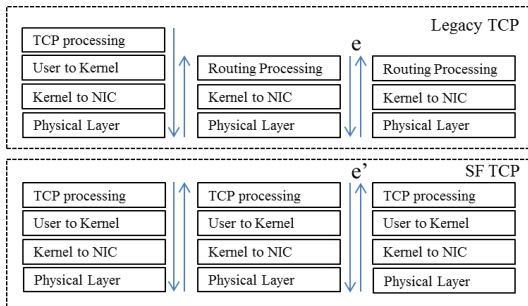 Legacy TCP
TCP processing e
User to Kernel Routing Processing Routing Processing
Kernel to NIC Kernel to NIC Kernel to NIC
Physical Layer Physical Layer Physical Layer
e' SF TCP
TCP processing TCP processing TCP processing
User to Kernel User to Kernel User to Kernel
Kernel to NIC Kernel to NIC Kernel to NIC
Physical Layer Physical Layer Physical Layer